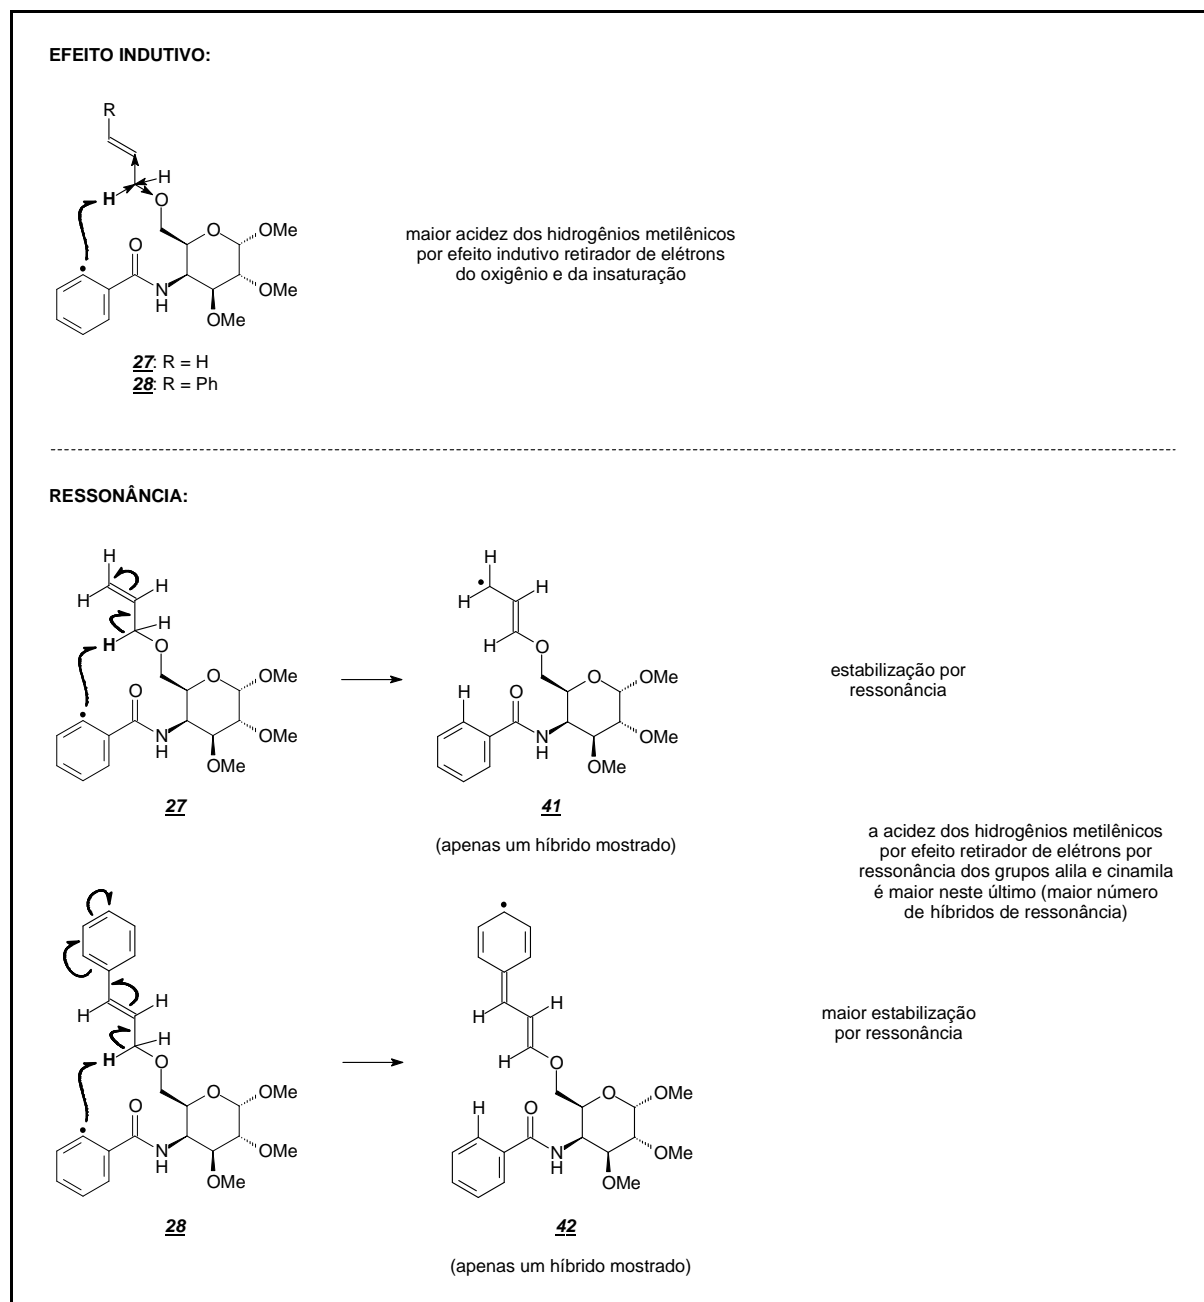 EFEITO INDUTIVO:
R
H
H
O
O
OMe
O
OMe
N
H
OMe
maior acidez dos hidrogênios metilênicos
por efeito indutivo retirador de elétrons
do oxigênio e da insaturação
27: R = H
28: R = Ph
RESSONÂNCIA:
H
H
H
H
H
O
O
OMe
O
OMe
N
H
OMe
27
H
H
H
H
O
O
OMe
H
O
OMe
N
H
OMe
41
(apenas um híbrido mostrado)
estabilização por
ressonância
a acidez dos hidrogênios metilênicos
por efeito retirador de elétrons por
ressonância dos grupos alila e cinamila
é maior neste último (maior número
de híbridos de ressonância)
H
H
H
H
O
O
OMe
O
OMe
N
H
OMe
28
H
H
H
O
O
OMe
H
O
OMe
N
H
OMe
42
(apenas um híbrido mostrado)
maior estabilização
por ressonância